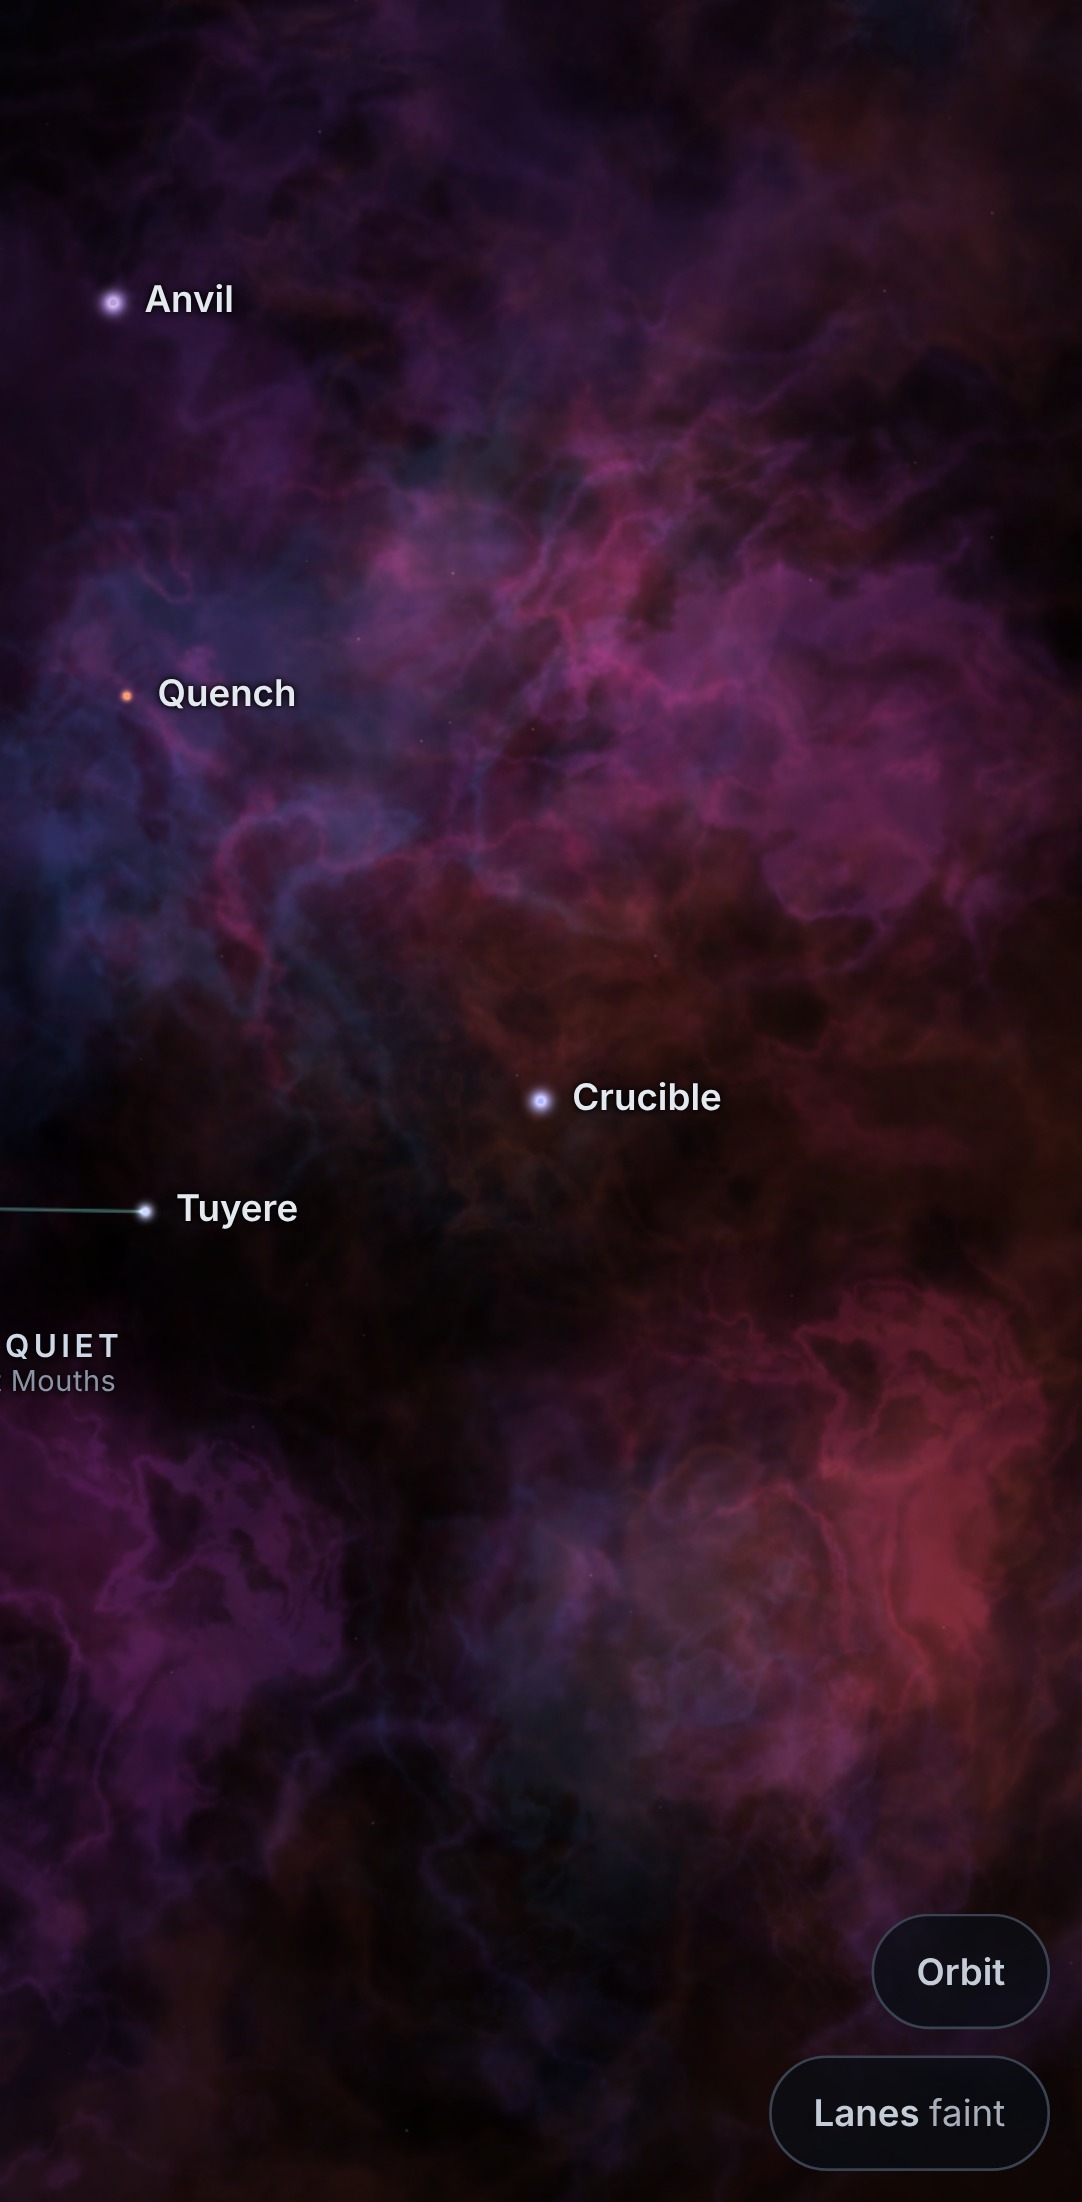 Anvil
Quench
Crucible
Tuyere
QUIET
Mouths
Orbit
Lanes faint